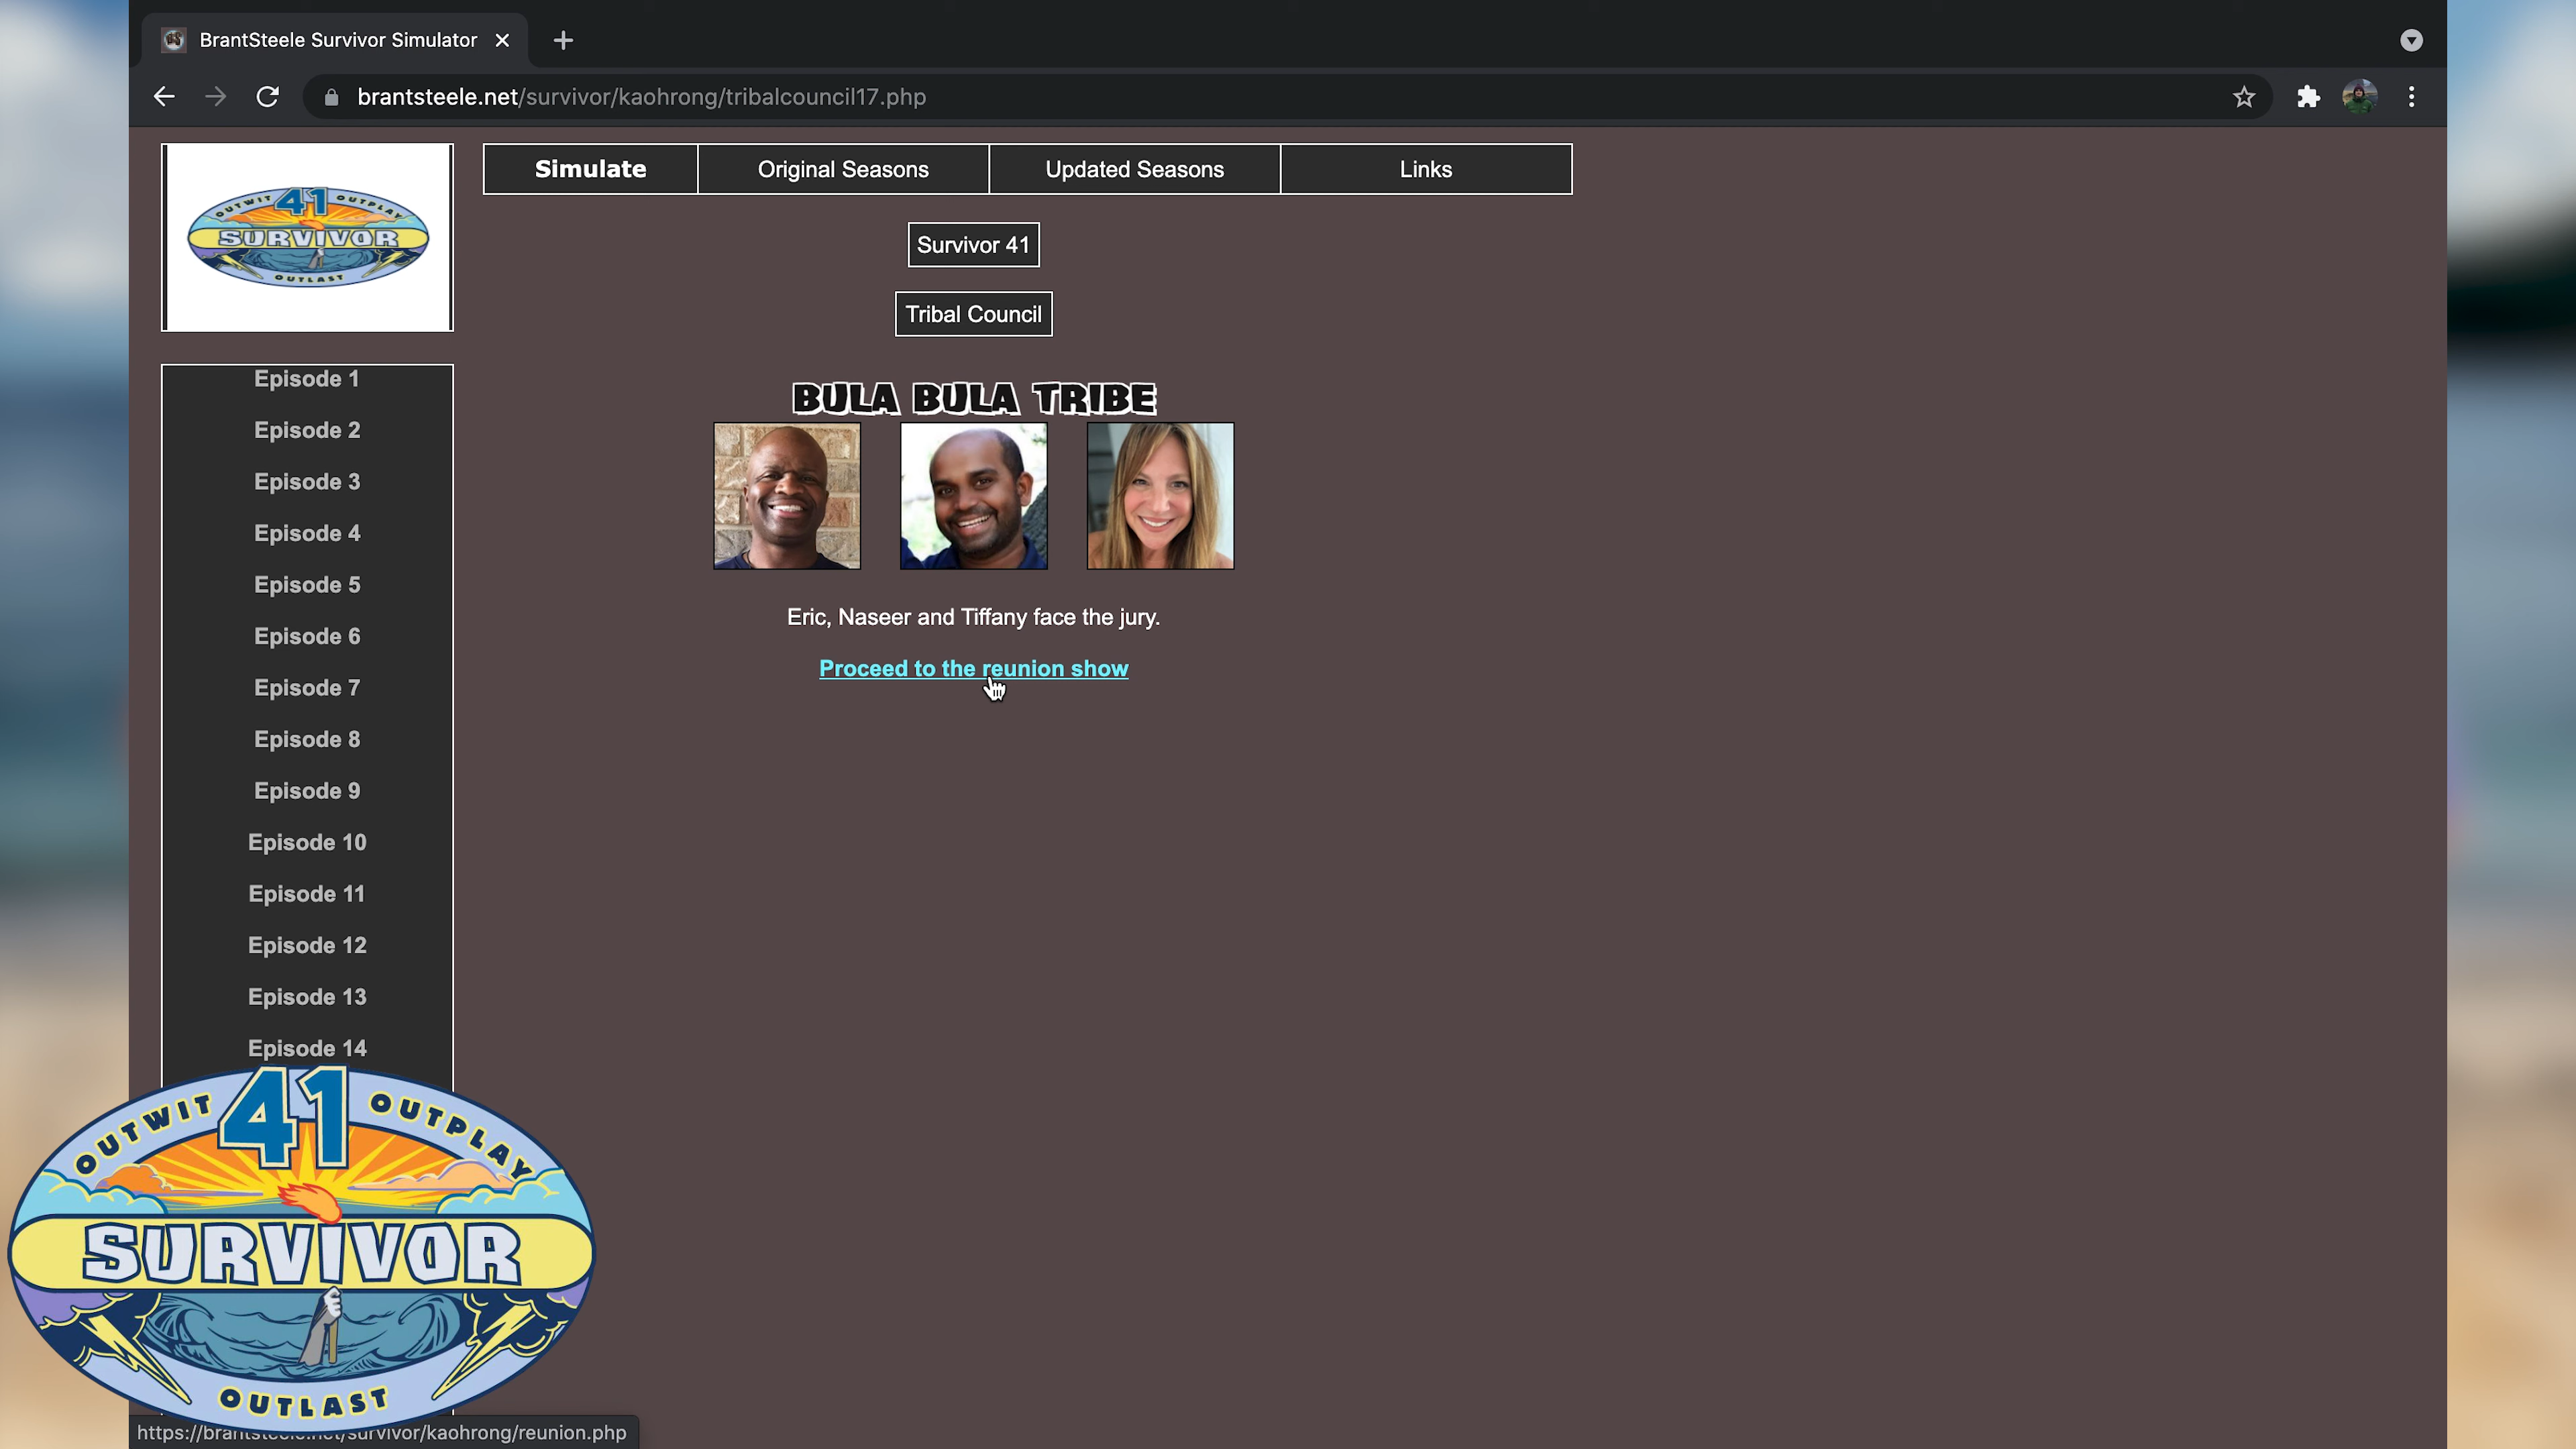 BrantSteele Survivor Simulator
brantsteele.net/survivor/kaohrong/tribalcouncil17.php
OUTWIT 41 OUTPLAY
SURVIVOR
OUTLAST
Simulate
Original Seasons
Updated Seasons
Links
Survivor 41
Tribal Council
BULA BULA TRIBE
Eric, Naseer and Tiffany face the jury.
Proceed to the reunion show
Episode 1
Episode 2
Episode 3
Episode 4
Episode 5
Episode 6
Episode 7
Episode 8
Episode 9
Episode 10
Episode 11
Episode 12
Episode 13
Episode 14
OUTWIT 41 OUTPLAY
SURVIVOR
OUTLAST
https://brantsteele.net/survivor/kaohrong/reunion.php